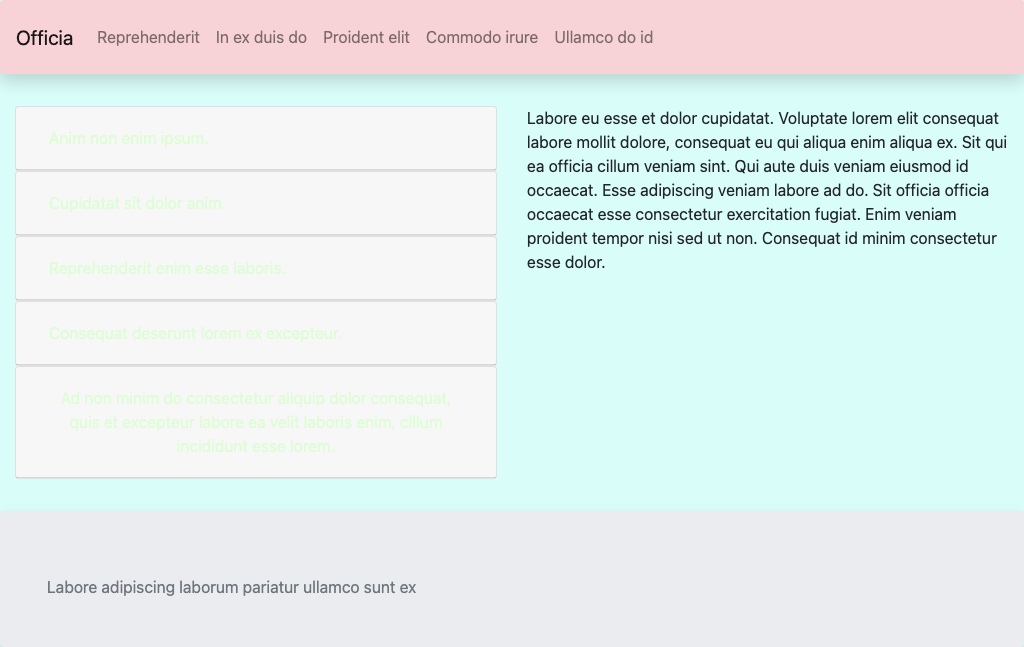 Officia Reprehenderit In ex duis do Proident elit Commodo irure Ullamco do id
Anim non enim ipsum.
Cupidatat sit dolor anim.
Reprehenderit enim esse laboris.
Consequat deserunt lorem ex excepteur.
Ad non minim do consectetur aliquip dolor consequat,
quis et excepteur labore ea velit laboris enim, cillum
incididunt esse lorem.
Labore eu esse et dolor cupidatat. Voluptate lorem elit consequat
labore mollit dolore, consequat eu qui aliqua enim aliqua ex. Sit qui
ea officia cillum veniam sint. Qui aute duis veniam eiusmod id
occaecat. Esse adipiscing veniam labore ad do. Sit officia officia
occaecat esse consectetur exercitation fugiat. Enim veniam
proident tempor nisi sed ut non. Consequat id minim consectetur
esse dolor.
Labore adipiscing laborum pariatur ullamco sunt ex